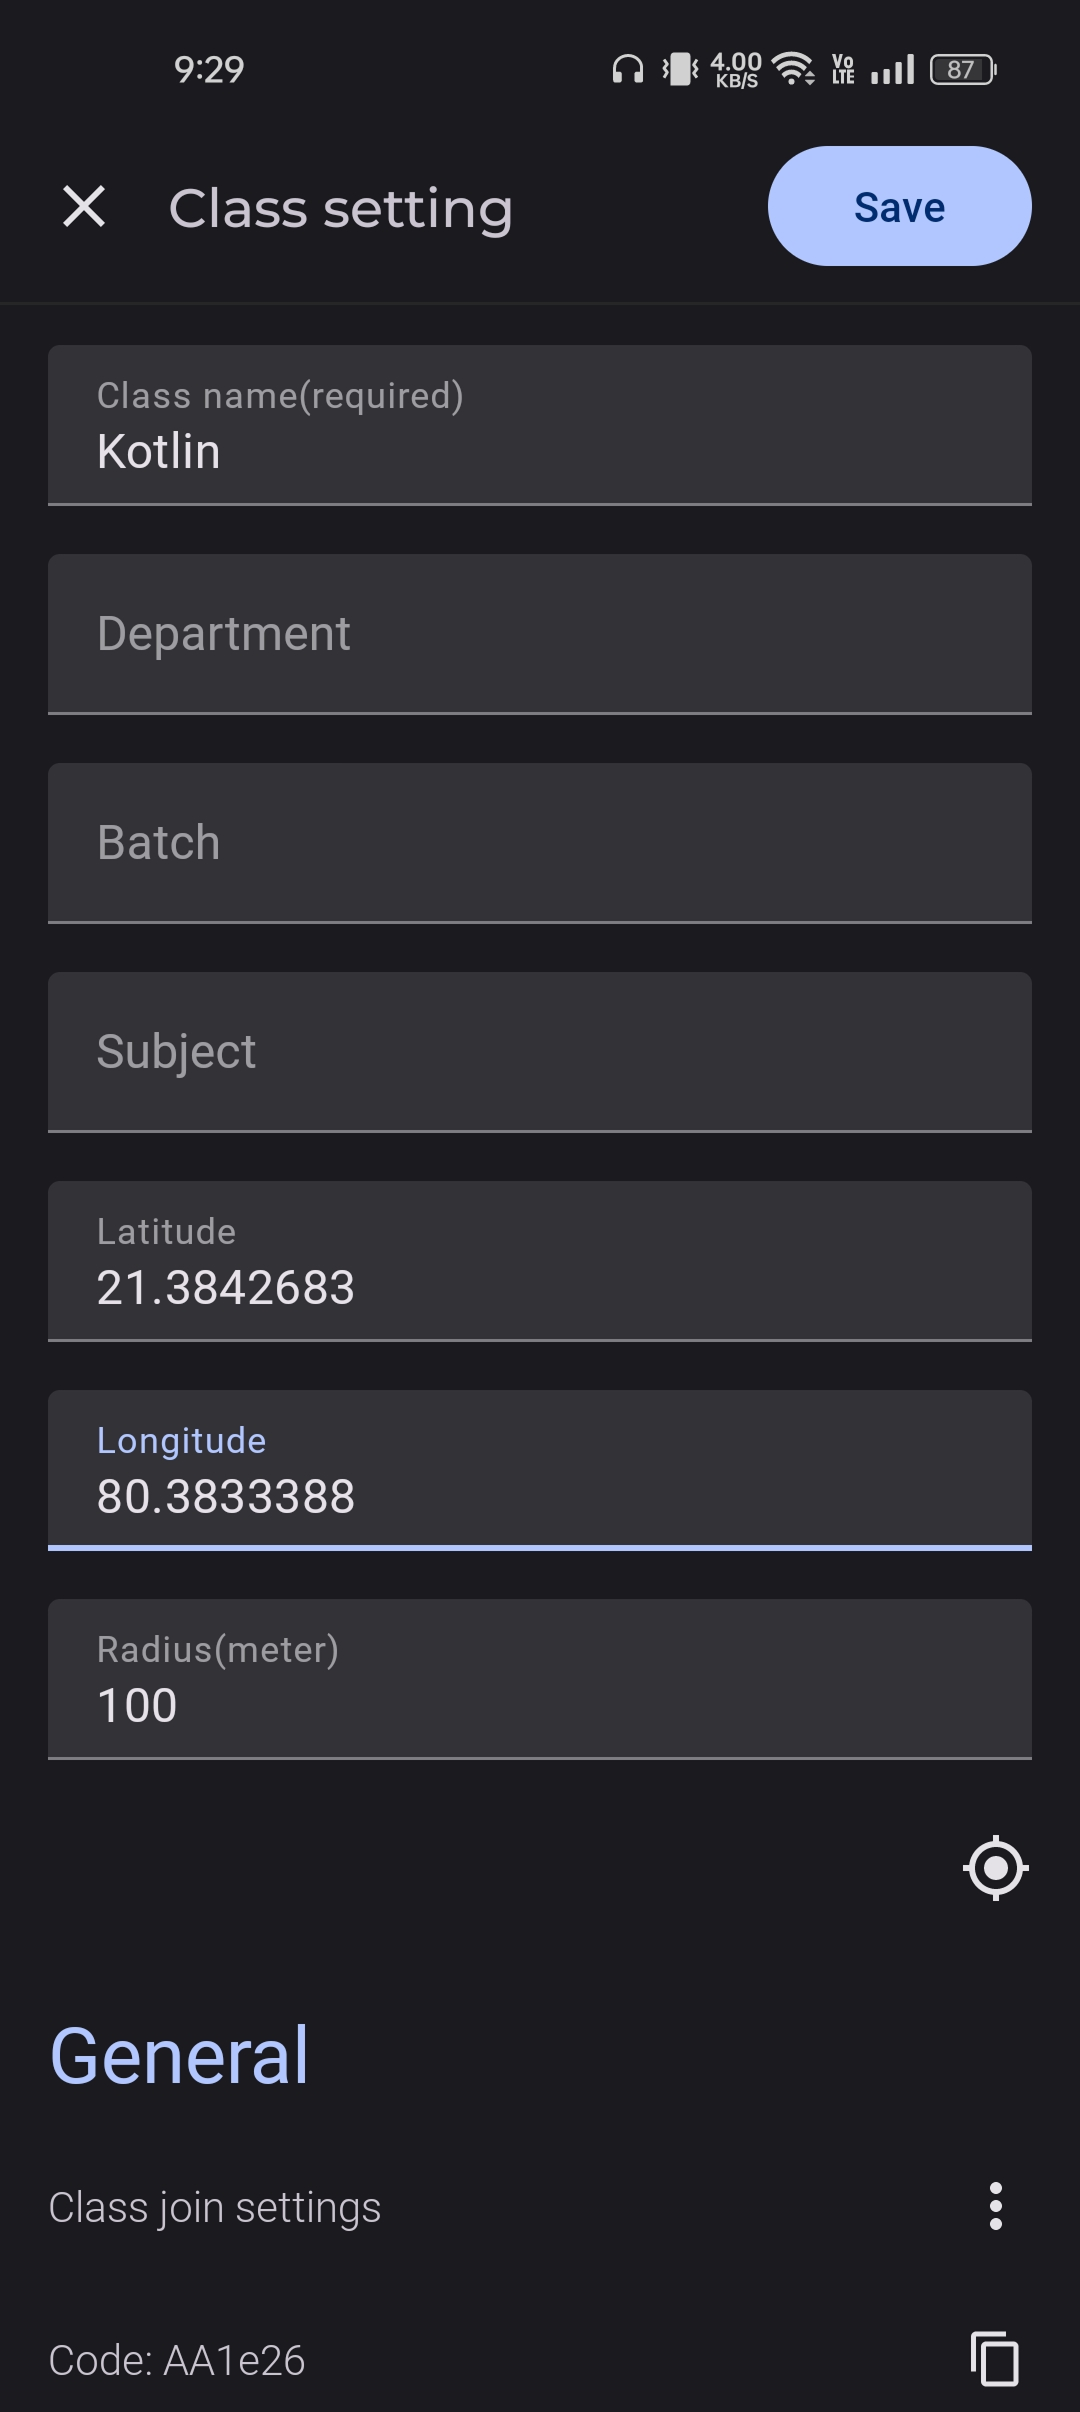 9:29
4.00
KB/S
Vo
LTE
87
Class setting
Save
Class name(required)
Kotlin
Department
Batch
Subject
Latitude
21.3842683
Longitude
80.3833388
Radius(meter)
100
General
Class join settings
Code: AA1e26